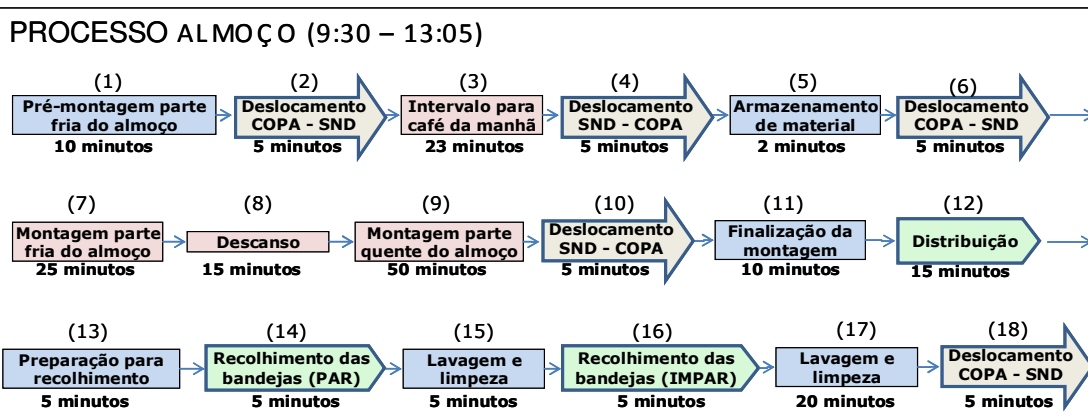 PROCESSO ALMOÇO (9:30 – 13:05)
(1)
Pré-montagem parte
fria do almoço
10 minutos
(2)
Deslocamento
COPA - SND
5 minutos
(3)
Intervalo para
café da manhã
23 minutos
(4)
Deslocamento
SND - COPA
5 minutos
(5)
Armazenamento
de material
2 minutos
(6)
Deslocamento
COPA - SND
5 minutos
(7)
Montagem parte
fria do almoço
25 minutos
(8)
Descanso
15 minutos
(9)
Montagem parte
quente do almoço
50 minutos
(10)
Deslocamento
SND - COPA
5 minutos
(11)
Finalização da
montagem
10 minutos
(12)
Distribuição
15 minutos
(13)
Preparação para
recolhimento
5 minutos
(14)
Recolhimento das
bandejas (PAR)
5 minutos
(15)
Lavagem e
limpeza
5 minutos
(16)
Recolhimento das
bandejas (IMPAR)
5 minutos
(17)
Lavagem e
limpeza
20 minutos
(18)
Deslocamento
COPA - SND
5 minutos